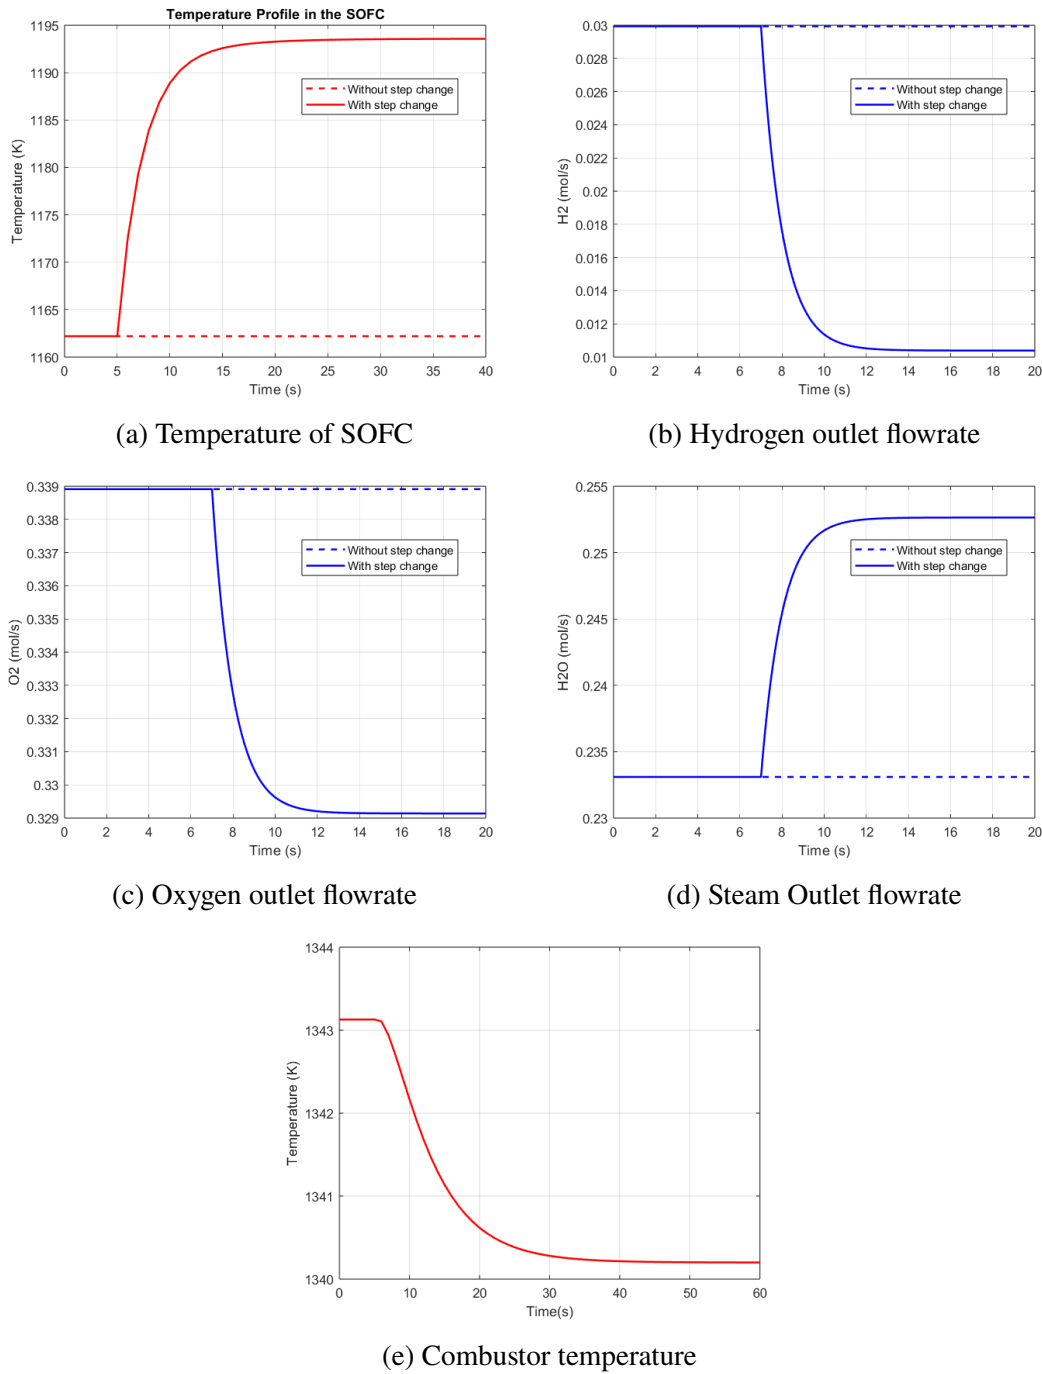 Temperature Profile in the SOFC
1195
1190
1185
1180
1175
1170
1165
1160
Temperature (K)
Without step change
With step change
0 5 10 15 20 25 30 35 40
Time (s)
(a) Temperature of SOFC
0.03
0.028
0.026
0.024
0.022
0.02
0.018
0.016
0.014
0.012
0.01
H2 (mol/s)
Without step change
With step change
0 2 4 6 8 10 12 14 16 18 20
Time (s)
(b) Hydrogen outlet flowrate
0.339
0.338
0.337
0.336
0.335
0.334
0.333
0.332
0.331
0.33
0.329
O2 (mol/s)
Without step change
With step change
0 2 4 6 8 10 12 14 16 18 20
Time (s)
(c) Oxygen outlet flowrate
0.255
0.25
0.245
0.24
0.235
0.23
H2O (mol/s)
Without step change
With step change
0 2 4 6 8 10 12 14 16 18 20
Time (s)
(d) Steam Outlet flowrate
1344
1343
1342
1341
1340
Temperature (K)
0 10 20 30 40 50 60
Time(s)
(e) Combustor temperature